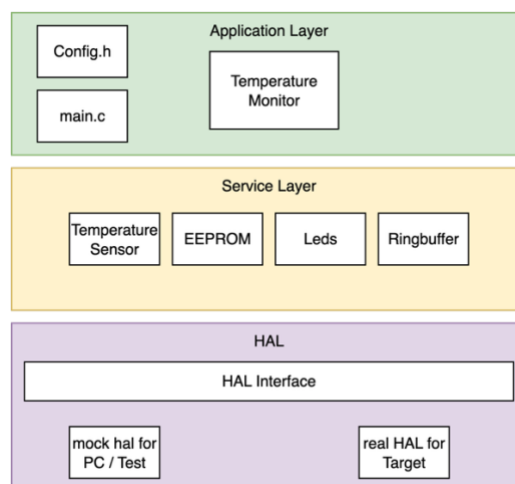 Application Layer
Config.h
Temperature
Monitor
main.c
Service Layer
Temperature
Sensor
EEPROM
Leds
Ringbuffer
HAL
HAL Interface
mock hal for
PC / Test
real HAL for
Target